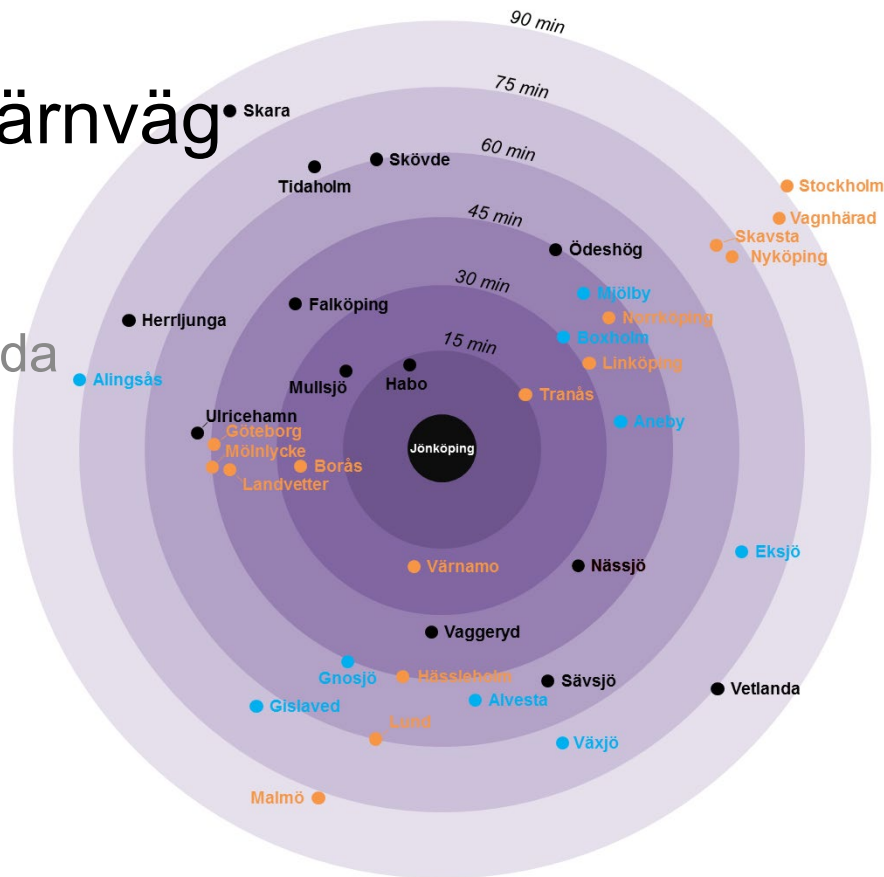 90 min
75 min
ärnväg
Skara
60 min
Skövde
Tidaholm
Stockholm
45 min
Vagnhärad
Skavsta
Ödeshög
Nyköping
30 min
Mjölby
Falköping
Norrköping
Herrljunga
15 min
Boxholm
da
Linköping
Alingsås
Mullsjö
Habo
Tranås
Ulricehamn
Aneby
Göteborg
Jönköping
Mölnlycke
Borås
Landvetter
Eksjö
Värnamo
Nässjö
Vaggeryd
Gnosjö
Hässleholm
Sävsjö
Vetlanda
Gislaved
Alvesta
Lund
Växjö
Malmö